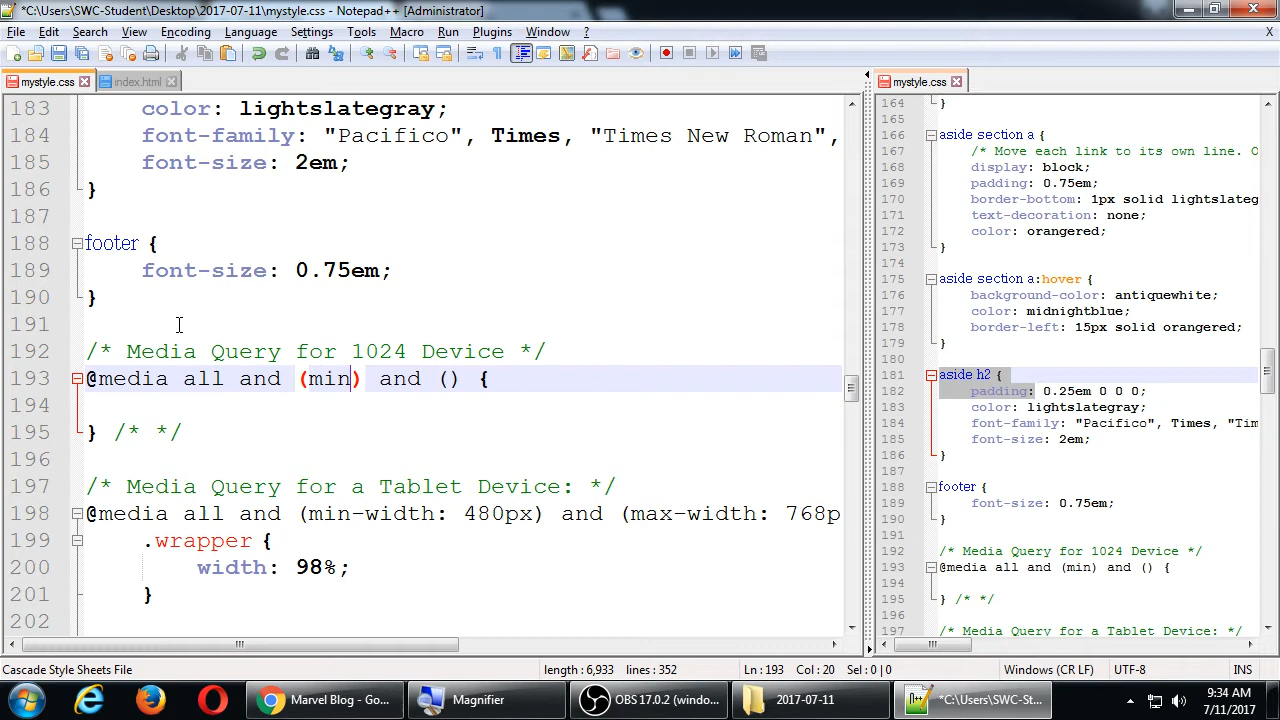 *C:\Users\SWC-Student\Desktop\2017-07-11\mystyle.css - Notepad++ [Administrator]
File Edit Search View Encoding Language Settings Tools Macro Run Plugins Window ? X
mystyle.css index.html
183 color: lightslategray;
184 font-family: "Pacifico", Times, "Times New Roman",
185 font-size: 2em;
186 }
187
188 footer {
189 font-size: 0.75em;
190 }
191
192 /* Media Query for 1024 Device */
193 @media all and (min) and () {
194
195 } /* */
196
197 /* Media Query for a Tablet Device: */
198 @media all and (nin-width: 480px) and (max-width: 768p
199 .wrapper {
200 width: 98%;
201 }
202
mystyle.css
164 }
165
166 aside section a {
167 /* Move each link to its own line. O
168 display: block;
169 padding: 0.75em;
170 border-bottom: 1px solid lightslateg
171 text-decoration: none;
172 color: orangered;
173 }
174
175 aside section a:hover {
176 background-color: antiquewhite;
177 color: midnightblue;
178 border-left: 15px solid orangered;
179 }
180
181 aside h2 {
182 padding: 0.25em 0 0 0;
183 color: lightslategray;
184 font-family: "Pacifico", Times, "Tim
185 font-size: 2em;
186 }
187
188 footer {
189 font-size: 0.75em;
190 }
191
192 /* Media Query for 1024 Device */
193 @media all and (min) and () {
194
195 } /* */
196
197 /* Media Query for a Tablet Device: */
Cascade Style Sheets File length : 6,933 lines : 352 Ln : 193 Col : 20 Sel : 0 | 0 Windows (CR LF) UTF-8 INS
Marvel Blog - Go... Magnifier OBS 17.0.2 (windo... 2017-07-11 *C:\Users\SWC-St... 9:34 AM
7/11/2017